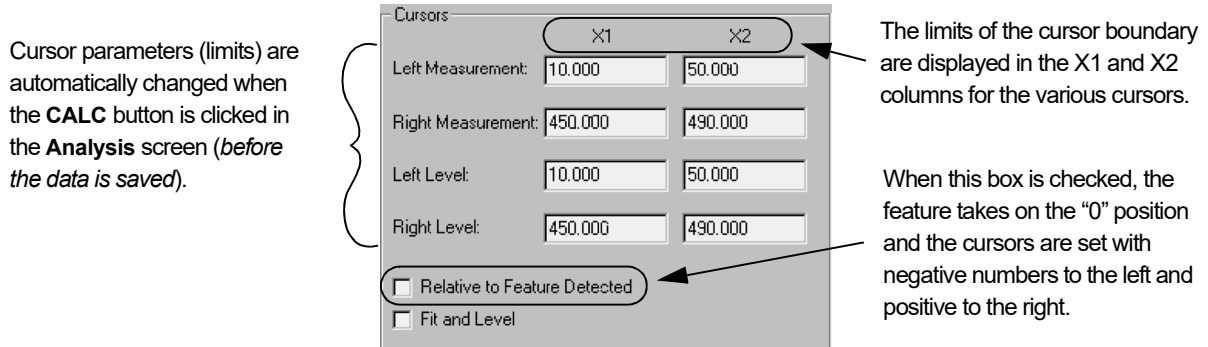 Cursor parameters (limits) are
automatically changed when
the CALC button is clicked in
the Analysis screen (before
the data is saved).
Cursors
X1 X2
Left Measurement: 10.000 50.000
Right Measurement: 450.000 490.000
Left Level: 10.000 50.000
Right Level: 450.000 490.000
Relative to Feature Detected
Fit and Level
The limits of the cursor boundary
are displayed in the X1 and X2
columns for the various cursors.
When this box is checked, the
feature takes on the “0” position
and the cursors are set with
negative numbers to the left and
positive to the right.